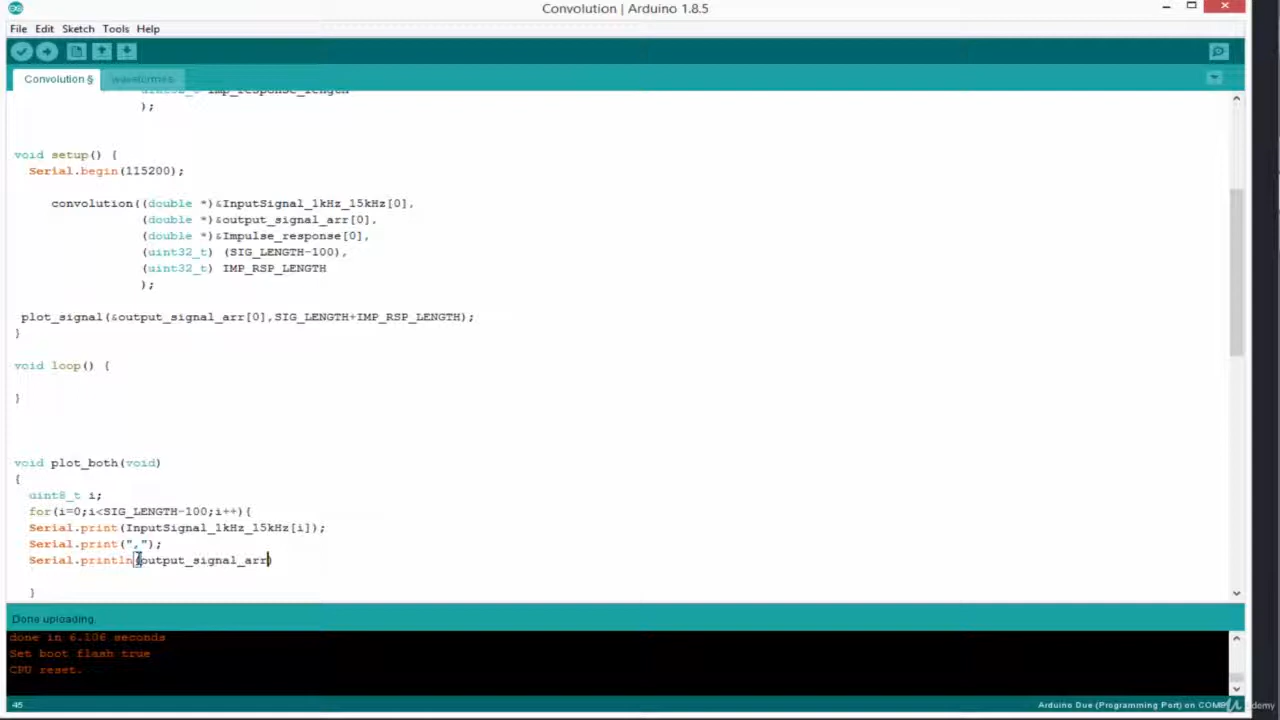 Convolution | Arduino 1.8.5
File Edit Sketch Tools Help
Convolution § waveforms
uint32_t Imp_response_length
);
void setup() {
Serial.begin(115200);
convolution((double *)&InputSignal_1kHz_15kHz[0],
(double *)&output_signal_arr[0],
(double *)&Impulse_response[0],
(uint32_t) (SIG_LENGTH-100),
(uint32_t) IMP_RSP_LENGTH
);
plot_signal(&output_signal_arr[0],SIG_LENGTH+IMP_RSP_LENGTH);
}
void loop() {
}
void plot_both(void)
{
uint8_t i;
for(i=0;i<SIG_LENGTH-100;i++){
Serial.print(InputSignal_1kHz_15kHz[i]);
Serial.print(",");
Serial.println(output_signal_arr)
}
Done uploading.
done in 6.106 seconds
Set boot flash true
CPU reset.
45 Arduino Due (Programming Port) on COM
Udemy